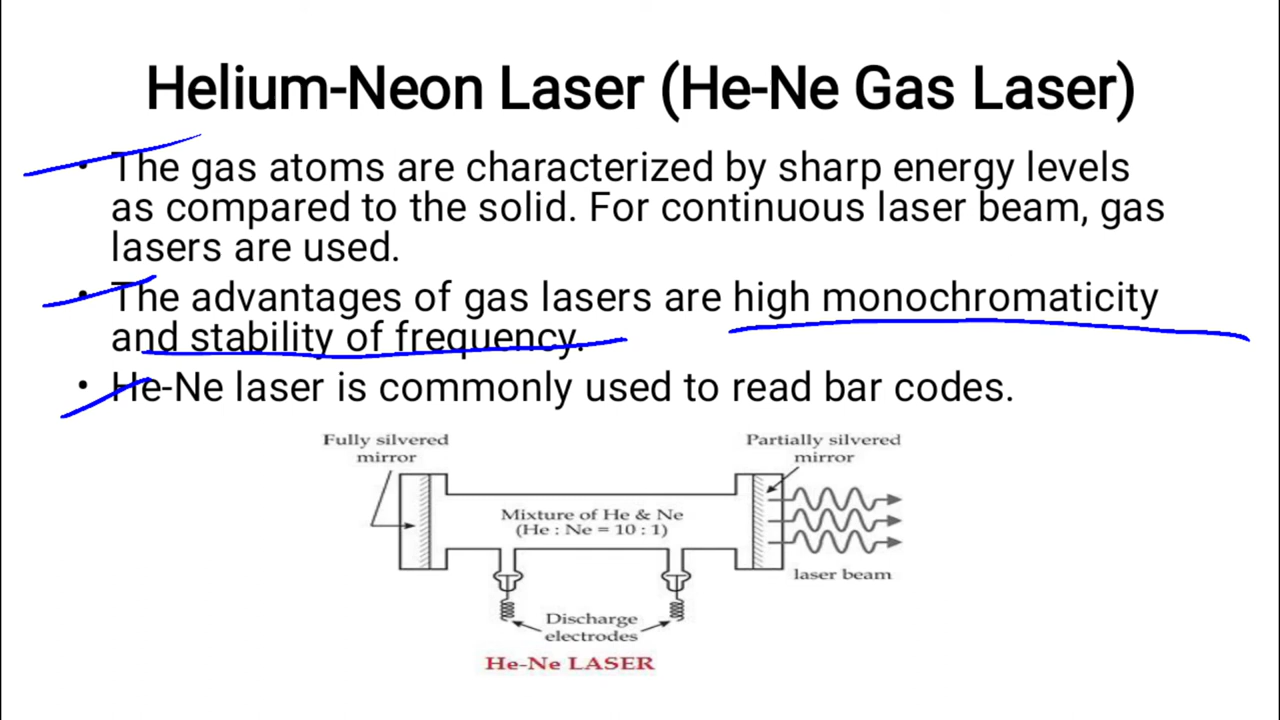 Helium-Neon Laser (He-Ne Gas Laser)
• The gas atoms are characterized by sharp energy levels
as compared to the solid. For continuous laser beam, gas
lasers are used.
• The advantages of gas lasers are high monochromaticity
and stability of frequency.
• He-Ne laser is commonly used to read bar codes.
Fully silvered
mirror
Partially silvered
mirror
Mixture of He & Ne
(He : Ne = 10 : 1)
laser beam
Discharge
electrodes
He-Ne LASER